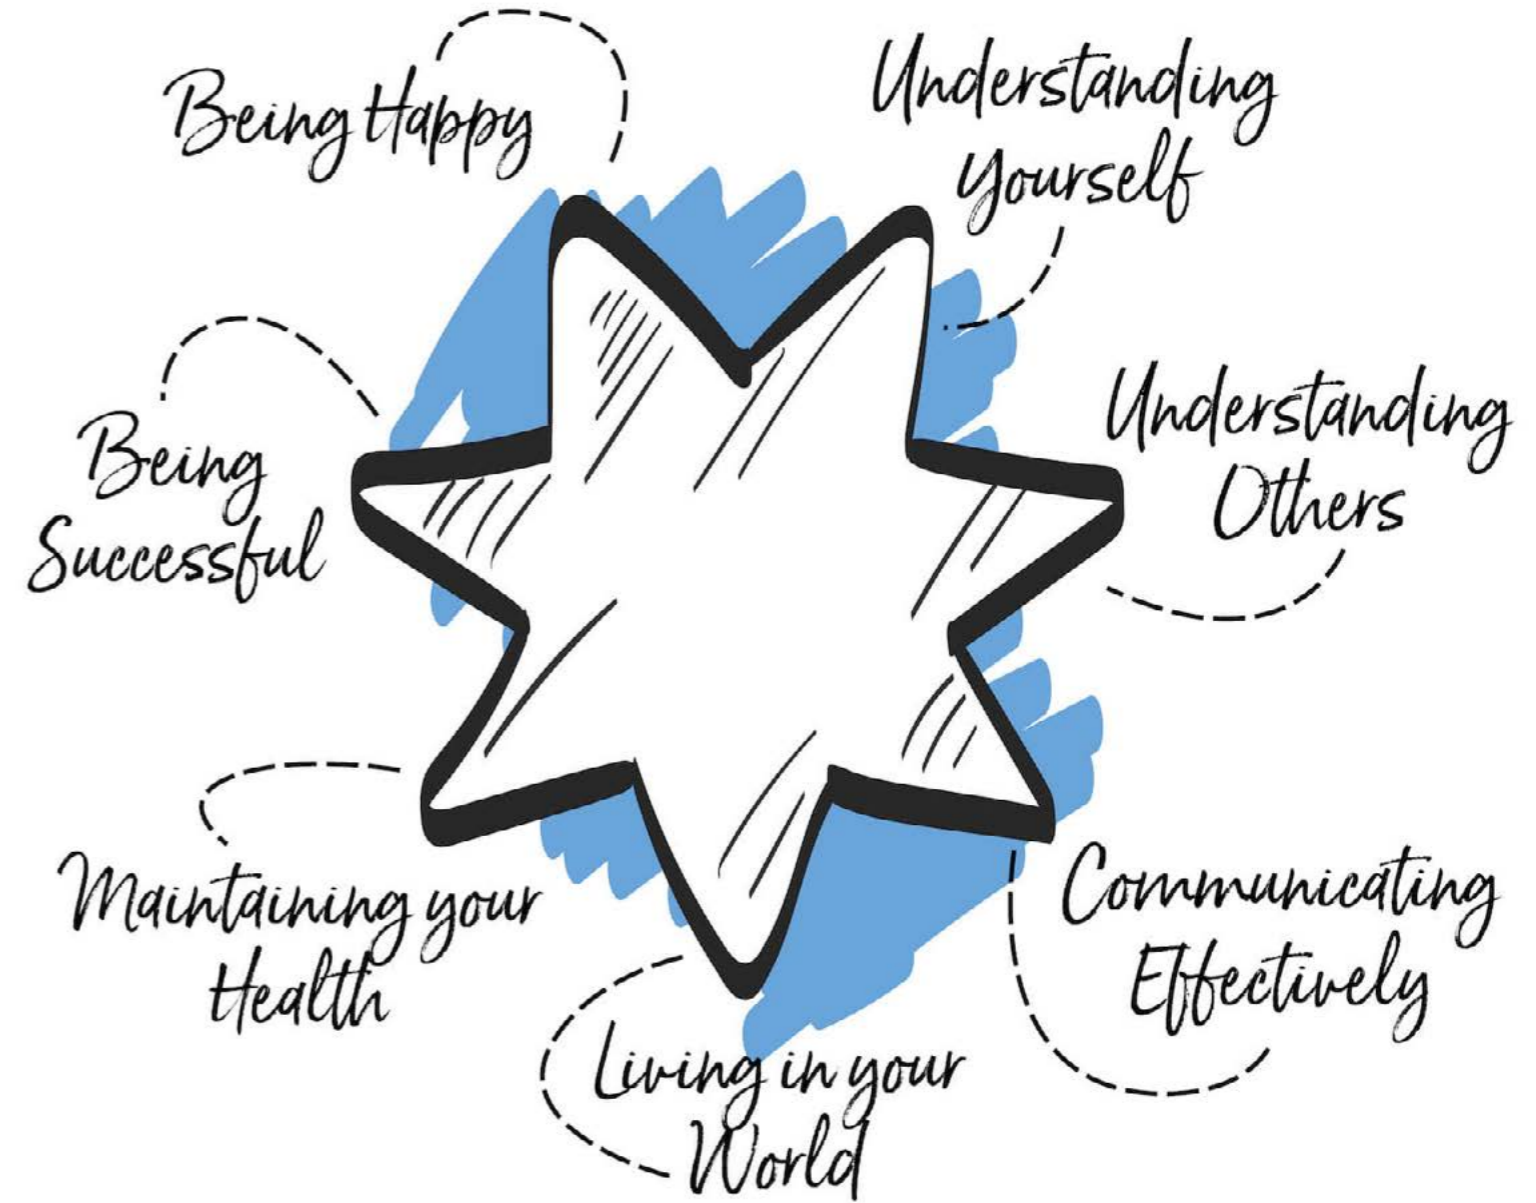 Being Happy
Understanding
Yourself
Understanding
Others
Communicating
Effectively
Living in your
World
Maintaining your
Health
Being
Successful